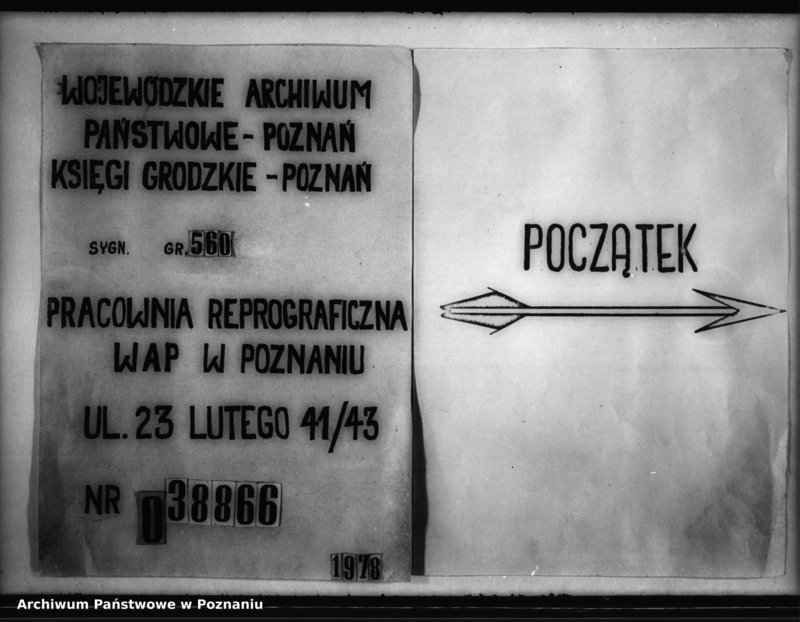 WOJEWÓDZKIE ARCHIWUM
PAŃSTWOWE - POZNAŃ
KSIĘGI GRODZKIE - POZNAŃ
SYGN. GR. 560
PRACOWNIA REPROGRAFICZNA
WAP W POZNANIU
UL. 23 LUTEGO 41/43
NR 038866
1978
POCZĄTEK
Archiwum Państwowe w Poznaniu